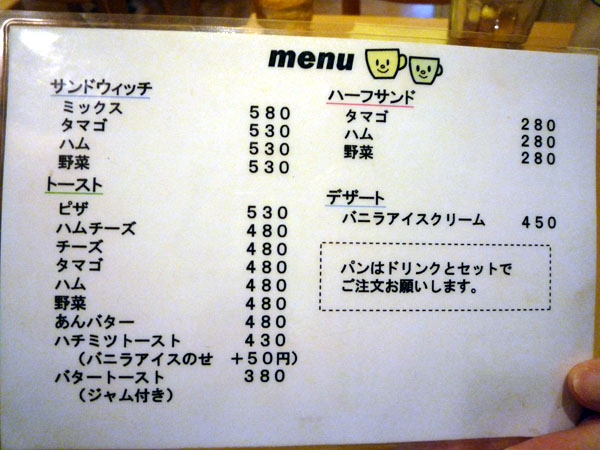 menu
サンドウィッチ
ミックス 580
タマゴ 530
ハム 530
野菜 530
トースト
ピザ 530
ハムチーズ 480
チーズ 480
タマゴ 480
ハム 480
野菜 480
あんバター 480
ハチミツトースト 430
(バニラアイスのせ +50円)
バタートースト 380
(ジャム付き)
ハーフサンド
タマゴ 280
ハム 280
野菜 280
デザート
バニラアイスクリーム 450
パンはドリンクとセットで
ご注文お願いします。